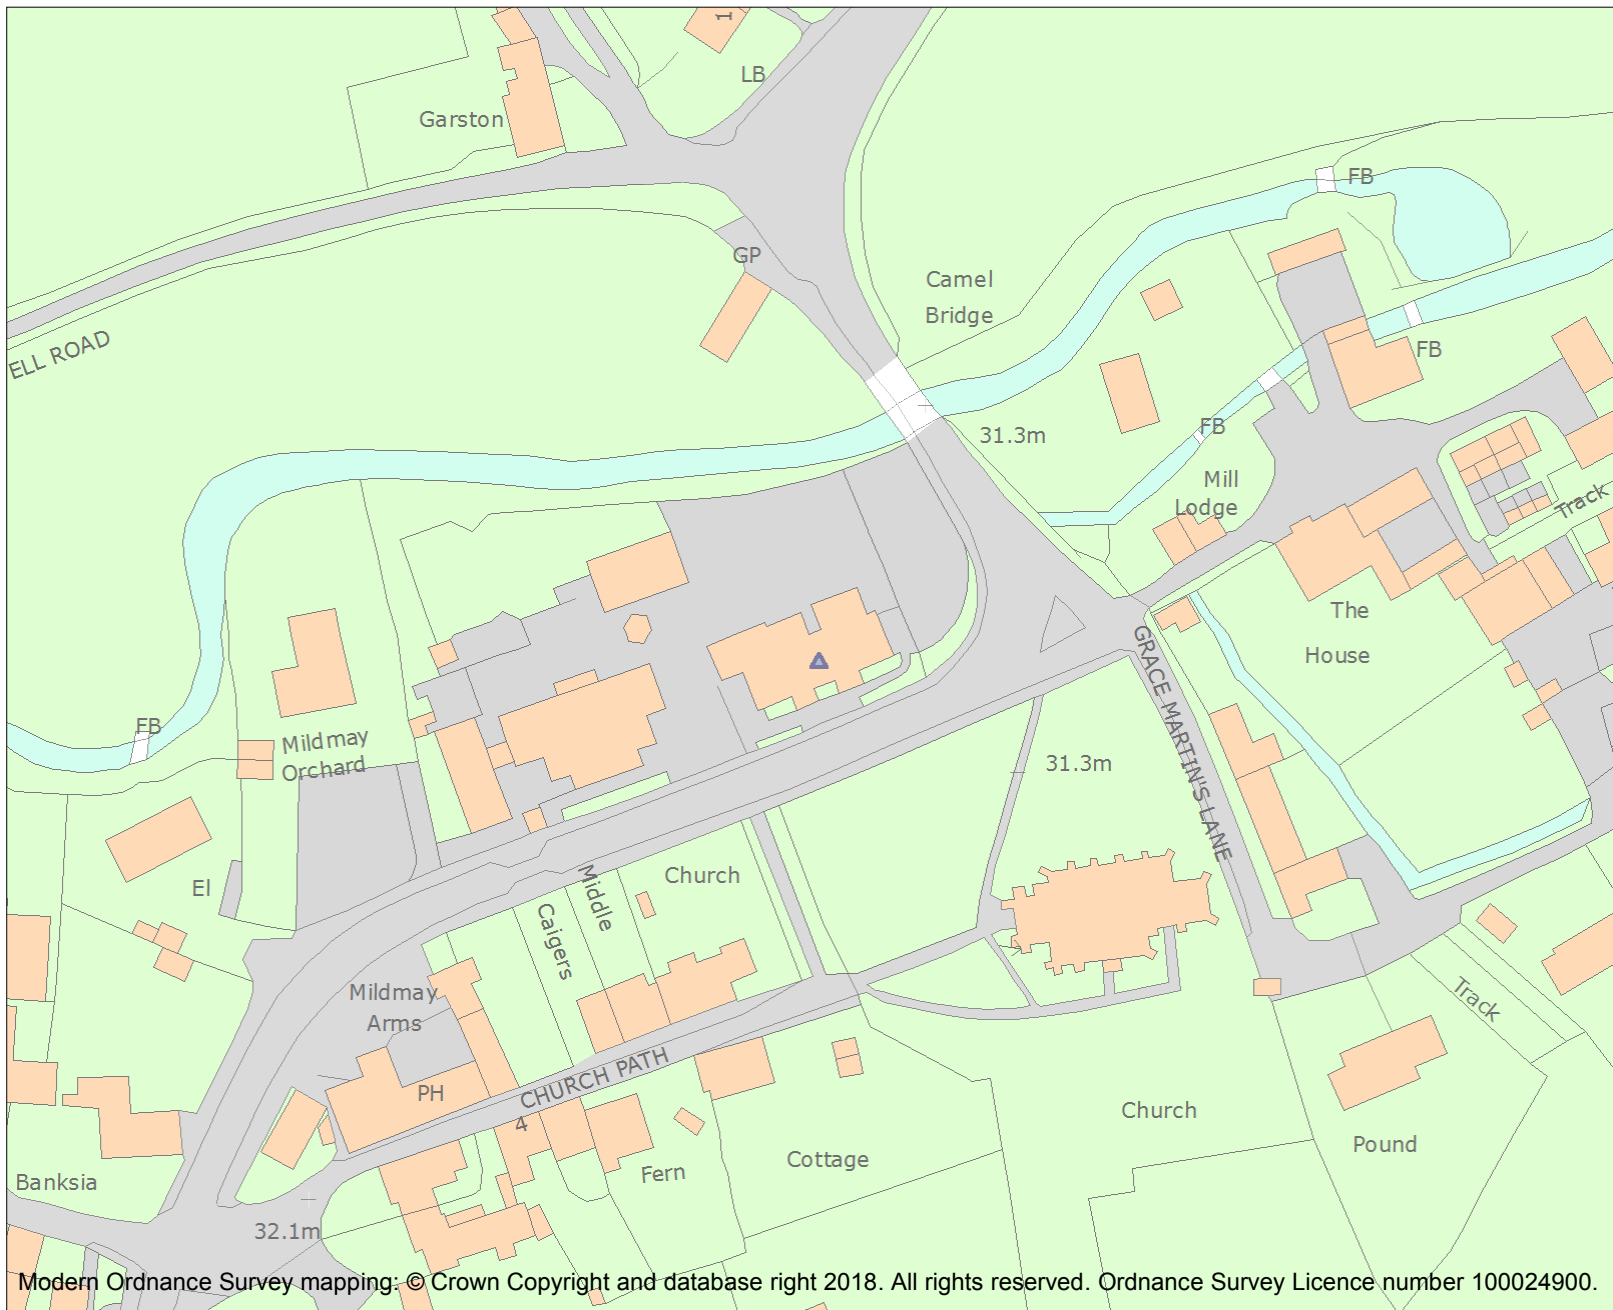 1
LB
Garston
FB
GP
Camel
Bridge
ELL ROAD
FB
31.3m
FB
Mill
Lodge
Track
The
House
GRACE MARTIN'S LANE
FB
Mildmay
Orchard
31.3m
El
Church
Middle
Caigers
Mildmay
Arms
Track
PH
CHURCH PATH
4
Church
Pound
Cottage
Fern
Banksia
32.1m
Modern Ordnance Survey mapping: © Crown Copyright and database right 2018. All rights reserved. Ordnance Survey Licence number 100024900.